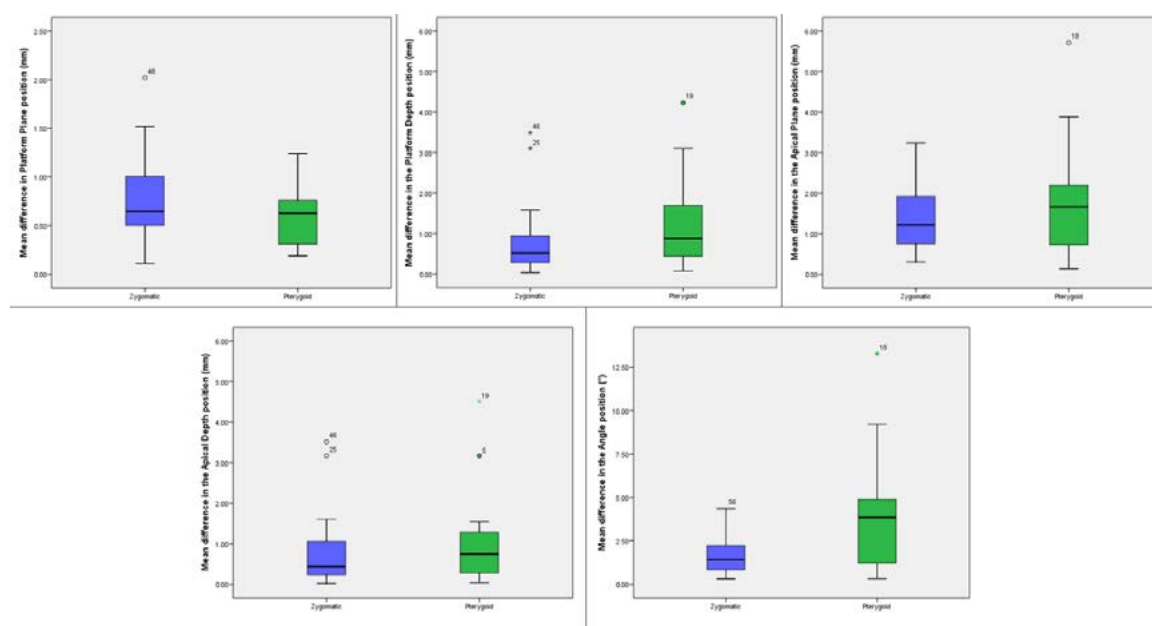 Mean difference in Platform Plane position (mm)
2.50
2.00
1.50
1.00
0.50
0.00
48
Zygomatic
Pterygoid
Mean difference in the Platform Depth position (mm)
6.00
5.00
4.00
3.00
2.00
1.00
0.00
46
25
19
Zygomatic
Pterygoid
Mean difference in the Apical Plane position (mm)
6.00
5.00
4.00
3.00
2.00
1.00
0.00
18
Zygomatic
Pterygoid
Mean difference in the Apical Depth position (mm)
6.00
5.00
4.00
3.00
2.00
1.00
0.00
46
25
19
5
Zygomatic
Pterygoid
Mean difference in the Angle position (°)
12.50
10.00
7.50
5.00
2.50
0.00
56
18
Zygomatic
Pterygoid